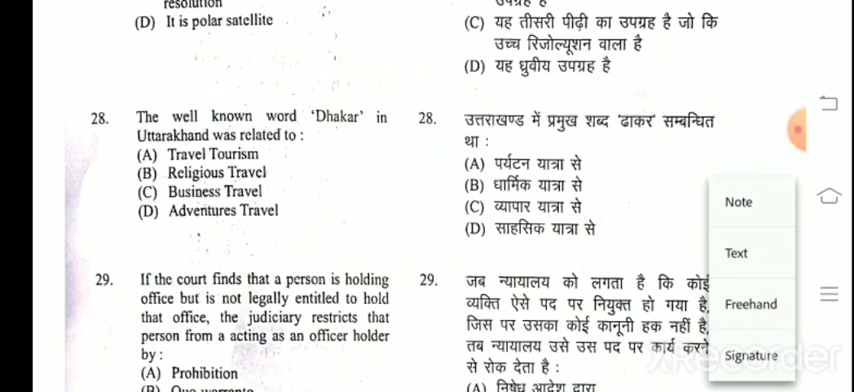 resolution
(D) It is polar satellite
(C) यह तीसरी पीढ़ी का उपग्रह है जो कि
उच्च रिजोल्यूशन वाला है
(D) यह ध्रुवीय उपग्रह है
28. The well known word ‘Dhakar’ in
Uttarakhand was related to :
(A) Travel Tourism
(B) Religious Travel
(C) Business Travel
(D) Adventures Travel
28. उत्तराखण्ड में प्रमुख शब्द ‘ढाकर’ सम्बन्धित
था :
(A) पर्यटन यात्रा से
(B) धार्मिक यात्रा से
(C) व्यापार यात्रा से
(D) साहसिक यात्रा से
29. If the court finds that a person is holding
office but is not legally entitled to hold
that office, the judiciary restricts that
person from a acting as an officer holder
by :
(A) Prohibition
29. जब न्यायालय को लगता है कि कोई
व्यक्ति ऐसे पद पर नियुक्त हो गया है,
जिस पर उसका कोई कानूनी हक नहीं है,
तब न्यायालय उसे उस पद पर कार्य करने
से रोक देता है :
(A) निषेध आदेश द्वारा
Note
Text
Freehand
Signature
XRecorder